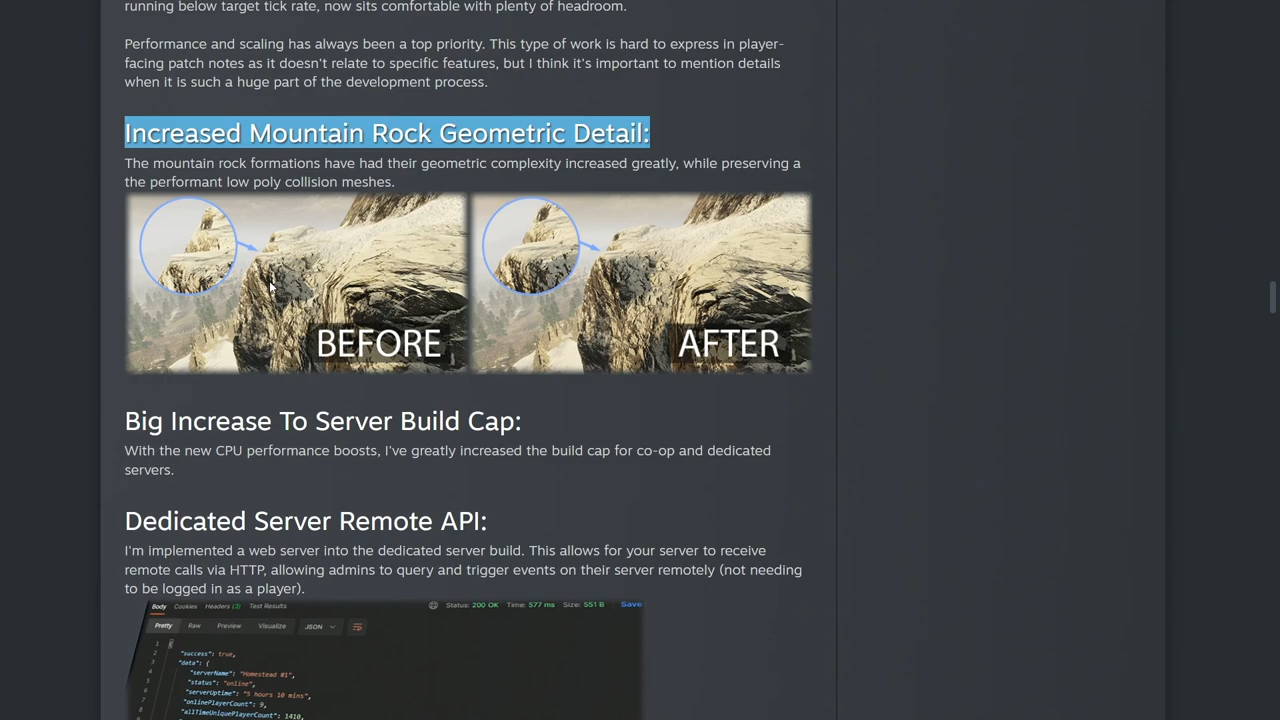 running below target tick rate, now sits comfortable with plenty of headroom.
Performance and scaling has always been a top priority. This type of work is hard to express in player-
facing patch notes as it doesn't relate to specific features, but I think it's important to mention details
when it is such a huge part of the development process.
Increased Mountain Rock Geometric Detail:
The mountain rock formations have had their geometric complexity increased greatly, while preserving a
the performant low poly collision meshes.
BEFORE
AFTER
Big Increase To Server Build Cap:
With the new CPU performance boosts, I've greatly increased the build cap for co-op and dedicated
servers.
Dedicated Server Remote API:
I'm implemented a web server into the dedicated server build. This allows for your server to receive
remote calls via HTTP, allowing admins to query and trigger events on their server remotely (not needing
to be logged in as a player).
Body Cookies Headers (3) Test Results Status: 200 OK Time: 577 ms Size: 551 B Save
Pretty Raw Preview Visualize JSON
1 {
2 "success": true,
3 "data": {
4 "serverName": "Homestead #1",
5 "status": "online",
6 "serverUptime": "5 hours 10 mins",
7 "onlinePlayerCount": 9,
"allTimeUniquePlayerCount": 1410,